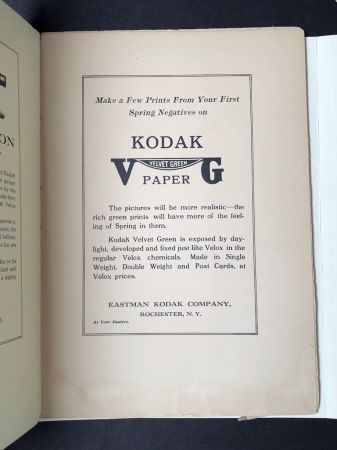 Make a Few Prints From Your First
Spring Negatives on
KODAK
V VELVET GREEN G
PAPER
The pictures will be more realistic—the
rich green prints will have more of the feel-
ing of Spring in them.
Kodak Velvet Green is exposed by day-
light, developed and fixed just like Velox in the
regular Velox chemicals. Made in Single
Weight, Double Weight and Post Cards, at
Velox prices.
EASTMAN KODAK COMPANY,
ROCHESTER, N. Y.
At Your Dealers.